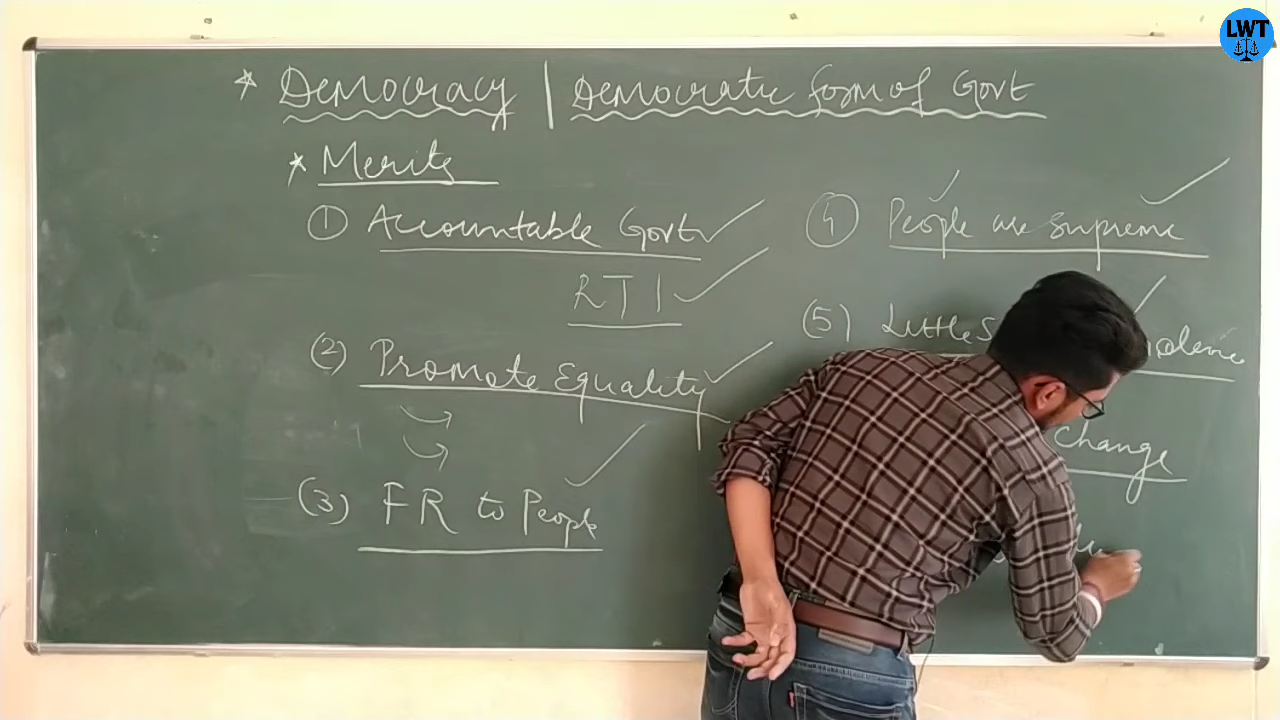 LWT
* Democracy | Democratic form of Govt
* Merits
① Accountable Govt
RTI
(2) Promote Equality
(3) FR to People
④ People are supreme
(5) Little
change